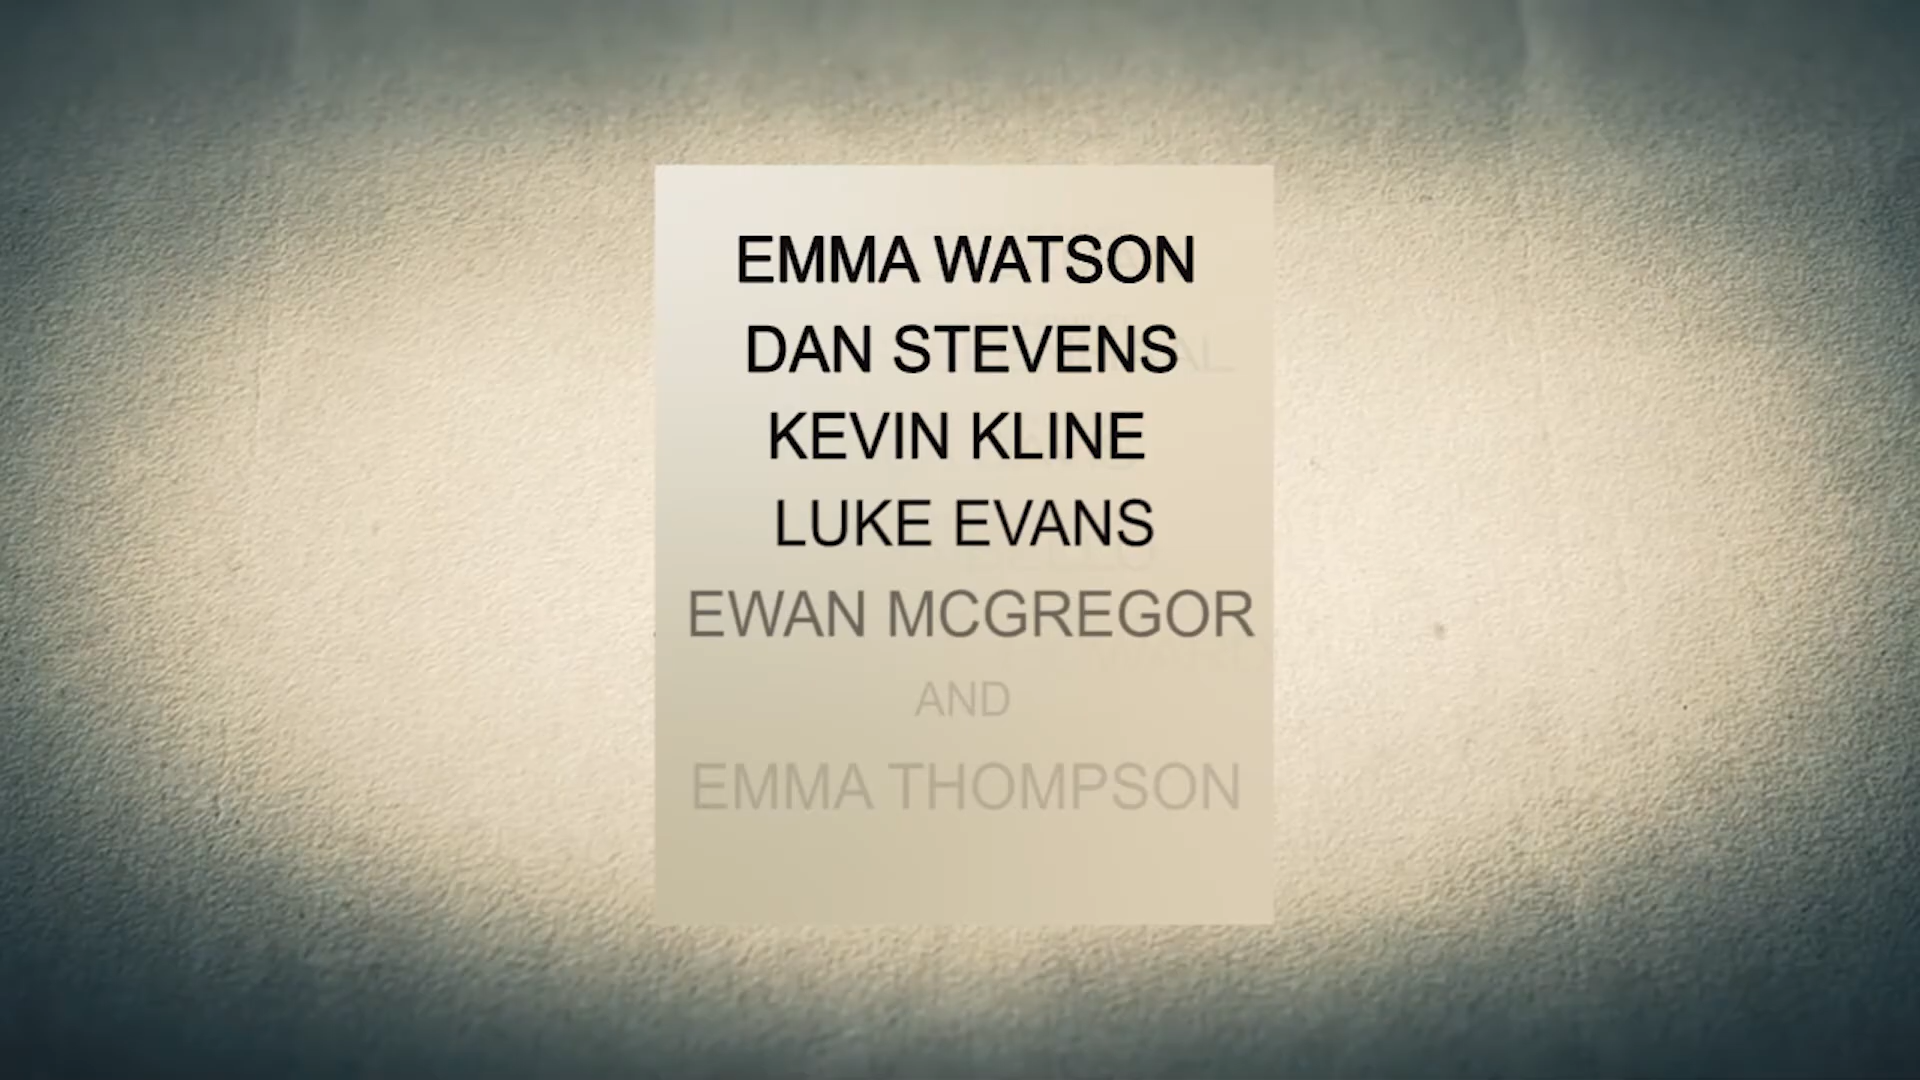 EMMA WATSON
DAN STEVENS
KEVIN KLINE
LUKE EVANS
EWAN MCGREGOR
AND
EMMA THOMPSON